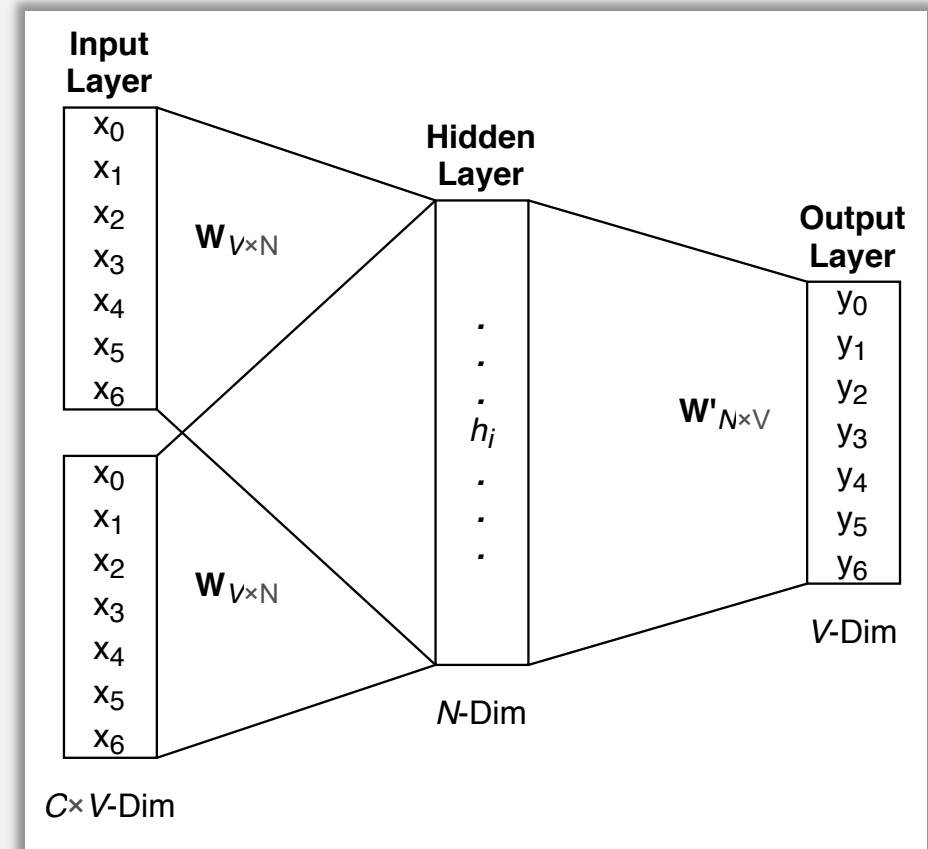 Input
Layer
x0
x1
x2
x3
x4
x5
x6
WV×N
x0
x1
x2
x3
x4
x5
x6
WV×N
C×V-Dim
Hidden
Layer
.
.
.
hi
.
.
.
N-Dim
W'N×V
Output
Layer
y0
y1
y2
y3
y4
y5
y6
V-Dim